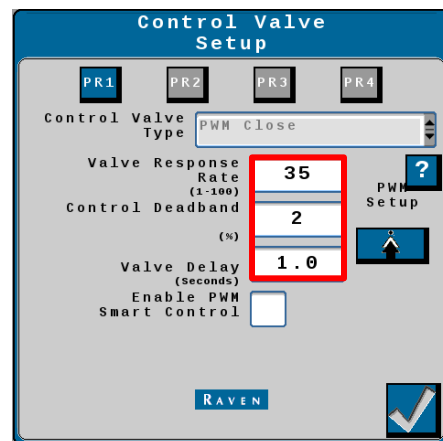 Control Valve
Setup
PR1
PR2
PR3
PR4
Control Valve
Type
PWM Close
Valve Response
Rate
(1-100)
35
?
PWM
Setup
Control Deadband
(%)
2
Valve Delay
(Seconds)
1.0
Enable PWM
Smart Control
RAVEN